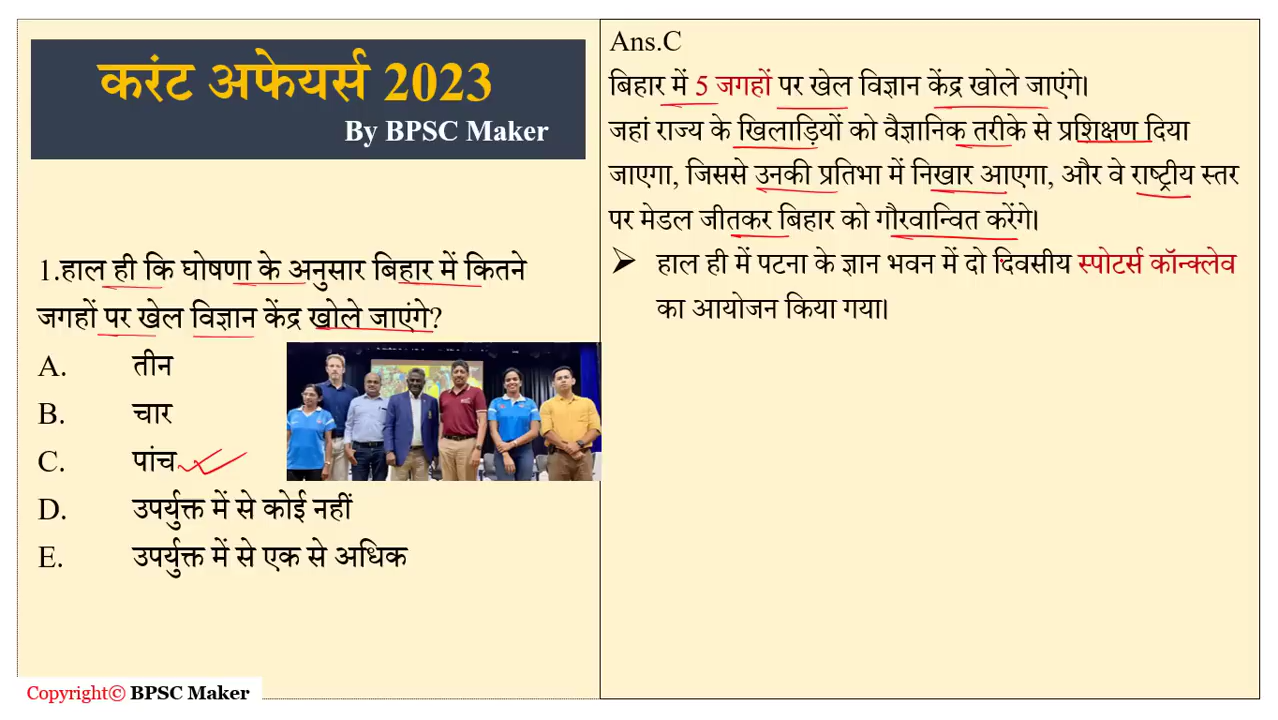 करंट अफेयर्स 2023
By BPSC Maker
1.हाल ही कि घोषणा के अनुसार बिहार में कितने
जगहों पर खेल विज्ञान केंद्र खोले जाएंगे?
A. तीन
B. चार
C. पांच
D. उपर्युक्त में से कोई नहीं
E. उपर्युक्त में से एक से अधिक
Copyright© BPSC Maker
Ans.C
बिहार में 5 जगहों पर खेल विज्ञान केंद्र खोले जाएंगे।
जहां राज्य के खिलाड़ियों को वैज्ञानिक तरीके से प्रशिक्षण दिया
जाएगा, जिससे उनकी प्रतिभा में निखार आएगा, और वे राष्ट्रीय स्तर
पर मेडल जीतकर बिहार को गौरवान्वित करेंगे।
➢ हाल ही में पटना के ज्ञान भवन में दो दिवसीय स्पोटर्स कॉन्क्लेव
का आयोजन किया गया।